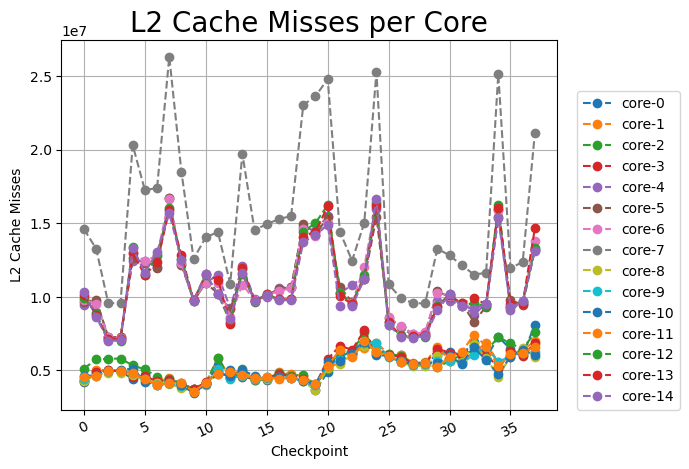 L2 Cache Misses per Core
1e7
2.5
2.0
1.5
1.0
0.5
L2 Cache Misses
0 5 10 15 20 25 30 35
Checkpoint
core-0
core-1
core-2
core-3
core-4
core-5
core-6
core-7
core-8
core-9
core-10
core-11
core-12
core-13
core-14